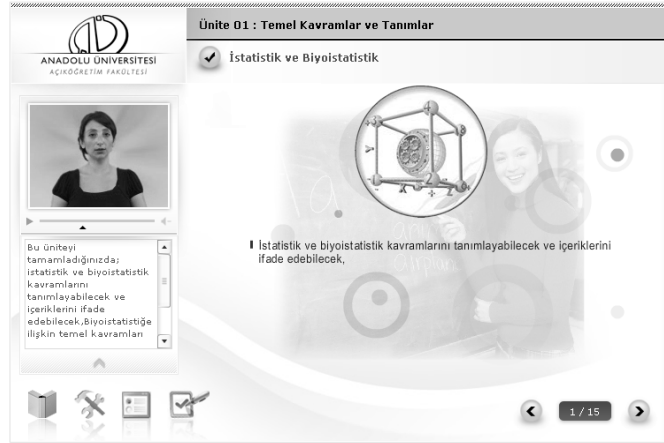 Ünite 01 : Temel Kavramlar ve Tanımlar
ANADOLU ÜNİVERSİTESİ
AÇIKÖĞRETİM FAKÜLTESİ
İstatistik ve Biyoistatistik
İstatistik ve biyoistatistik kavramlarını tanımlayabilecek ve içeriklerini
ifade edebilecek,
Bu üniteyi
tamamladığınızda;
istatistik ve biyoistatistik
kavramlarını
tanımlayabilecek ve
içeriklerini ifade
edebilecek,Biyoistatistiğe
ilişkin temel kavramları
1 / 15